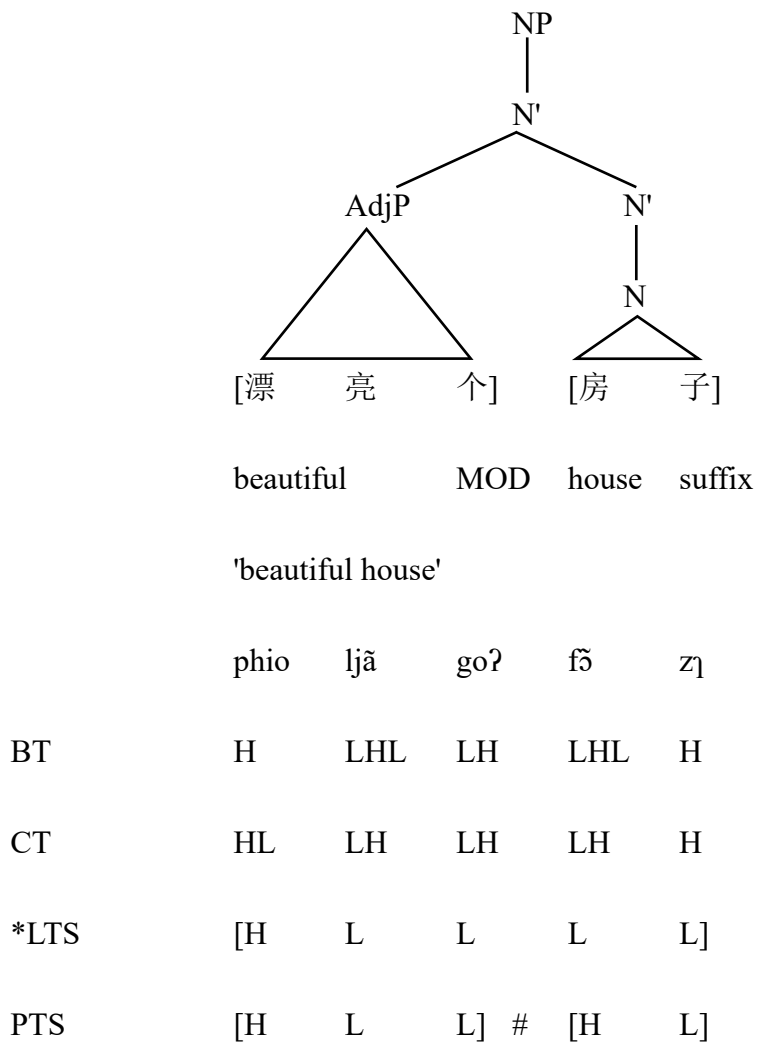 NP
N'
AdjP N'
N
[漂 亮 个] [房 子]
beautiful MOD house suffix
'beautiful house'
phio ljã goʔ fɔ̃ zɿ
BT H LHL LH LHL H
CT HL LH LH LH H
*LTS [H L L L L]
PTS [H L L] # [H L]